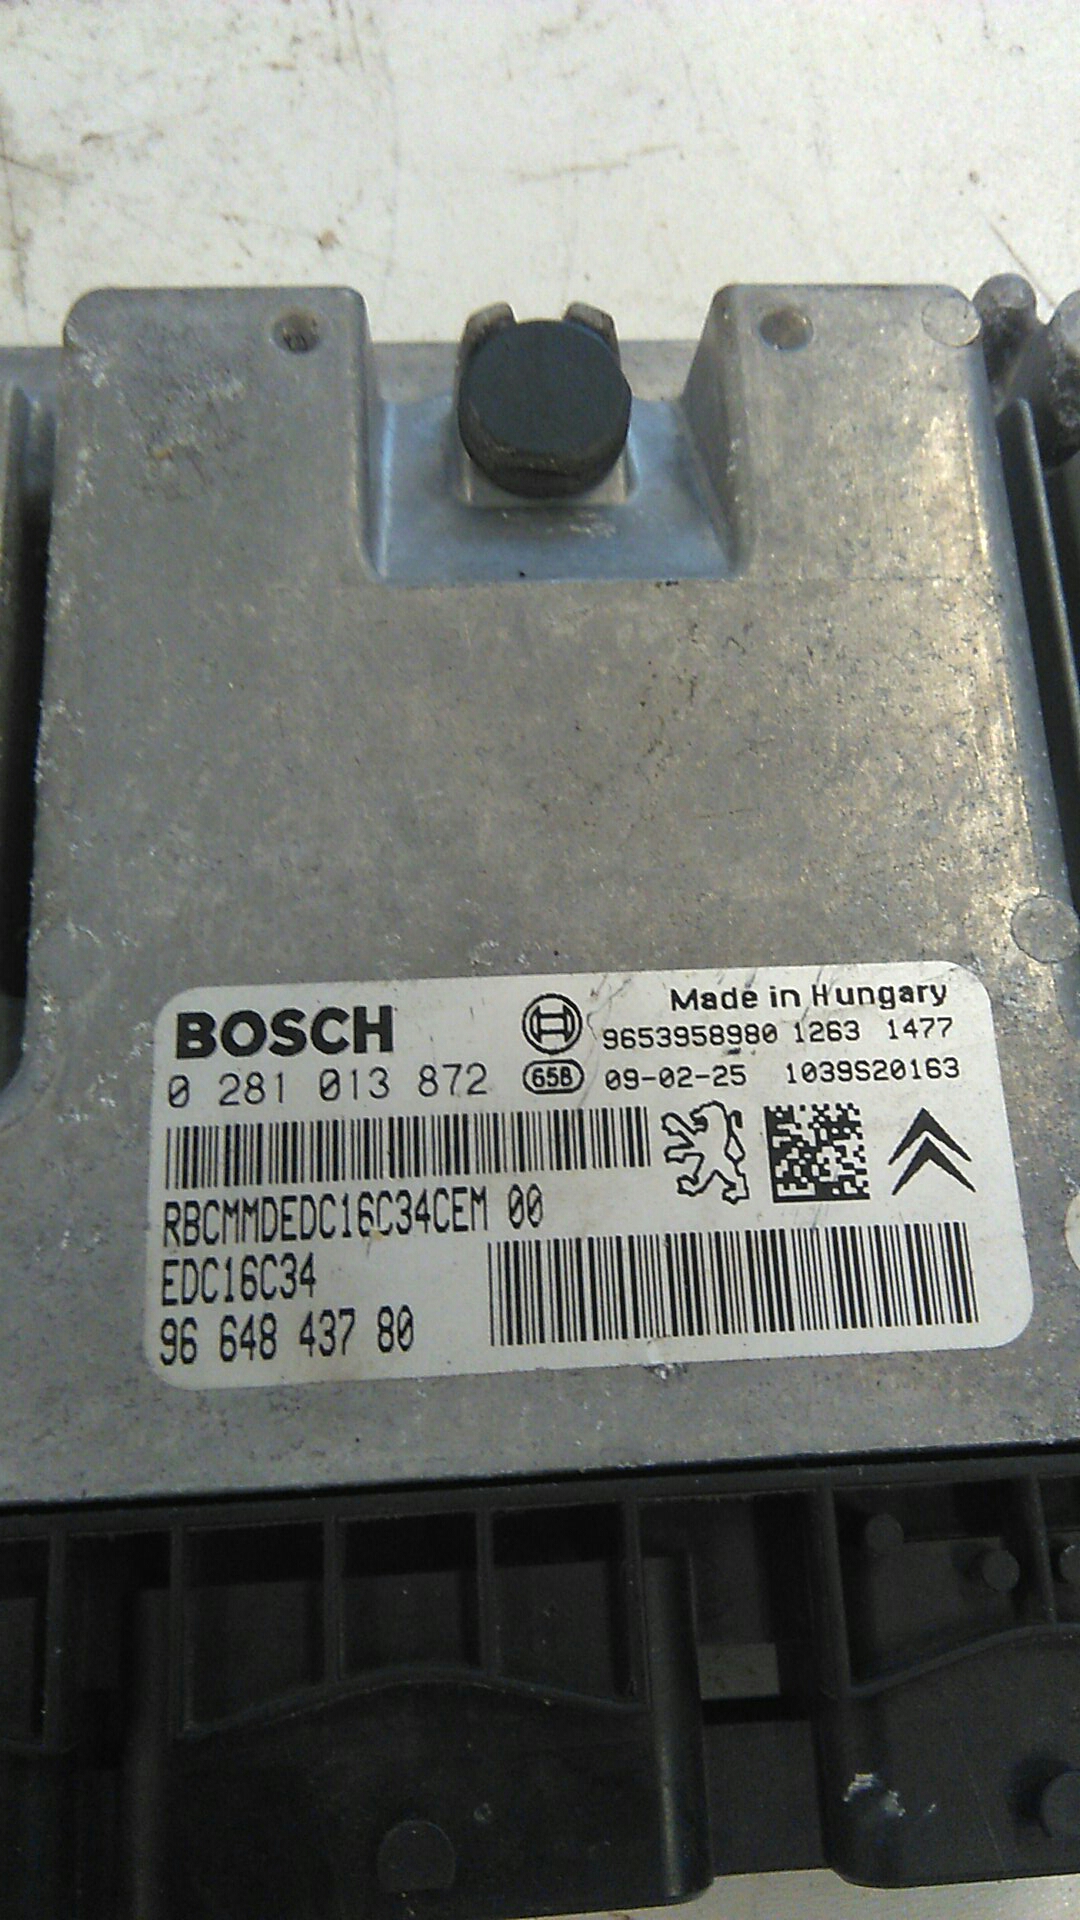 BOSCH
Made in Hungary
9653958980 1263 1477
0 281 013 872
658 09-02-25 1039S20163
RBCMMDEDC16C34CEM 00
EDC16C34
96 648 437 80